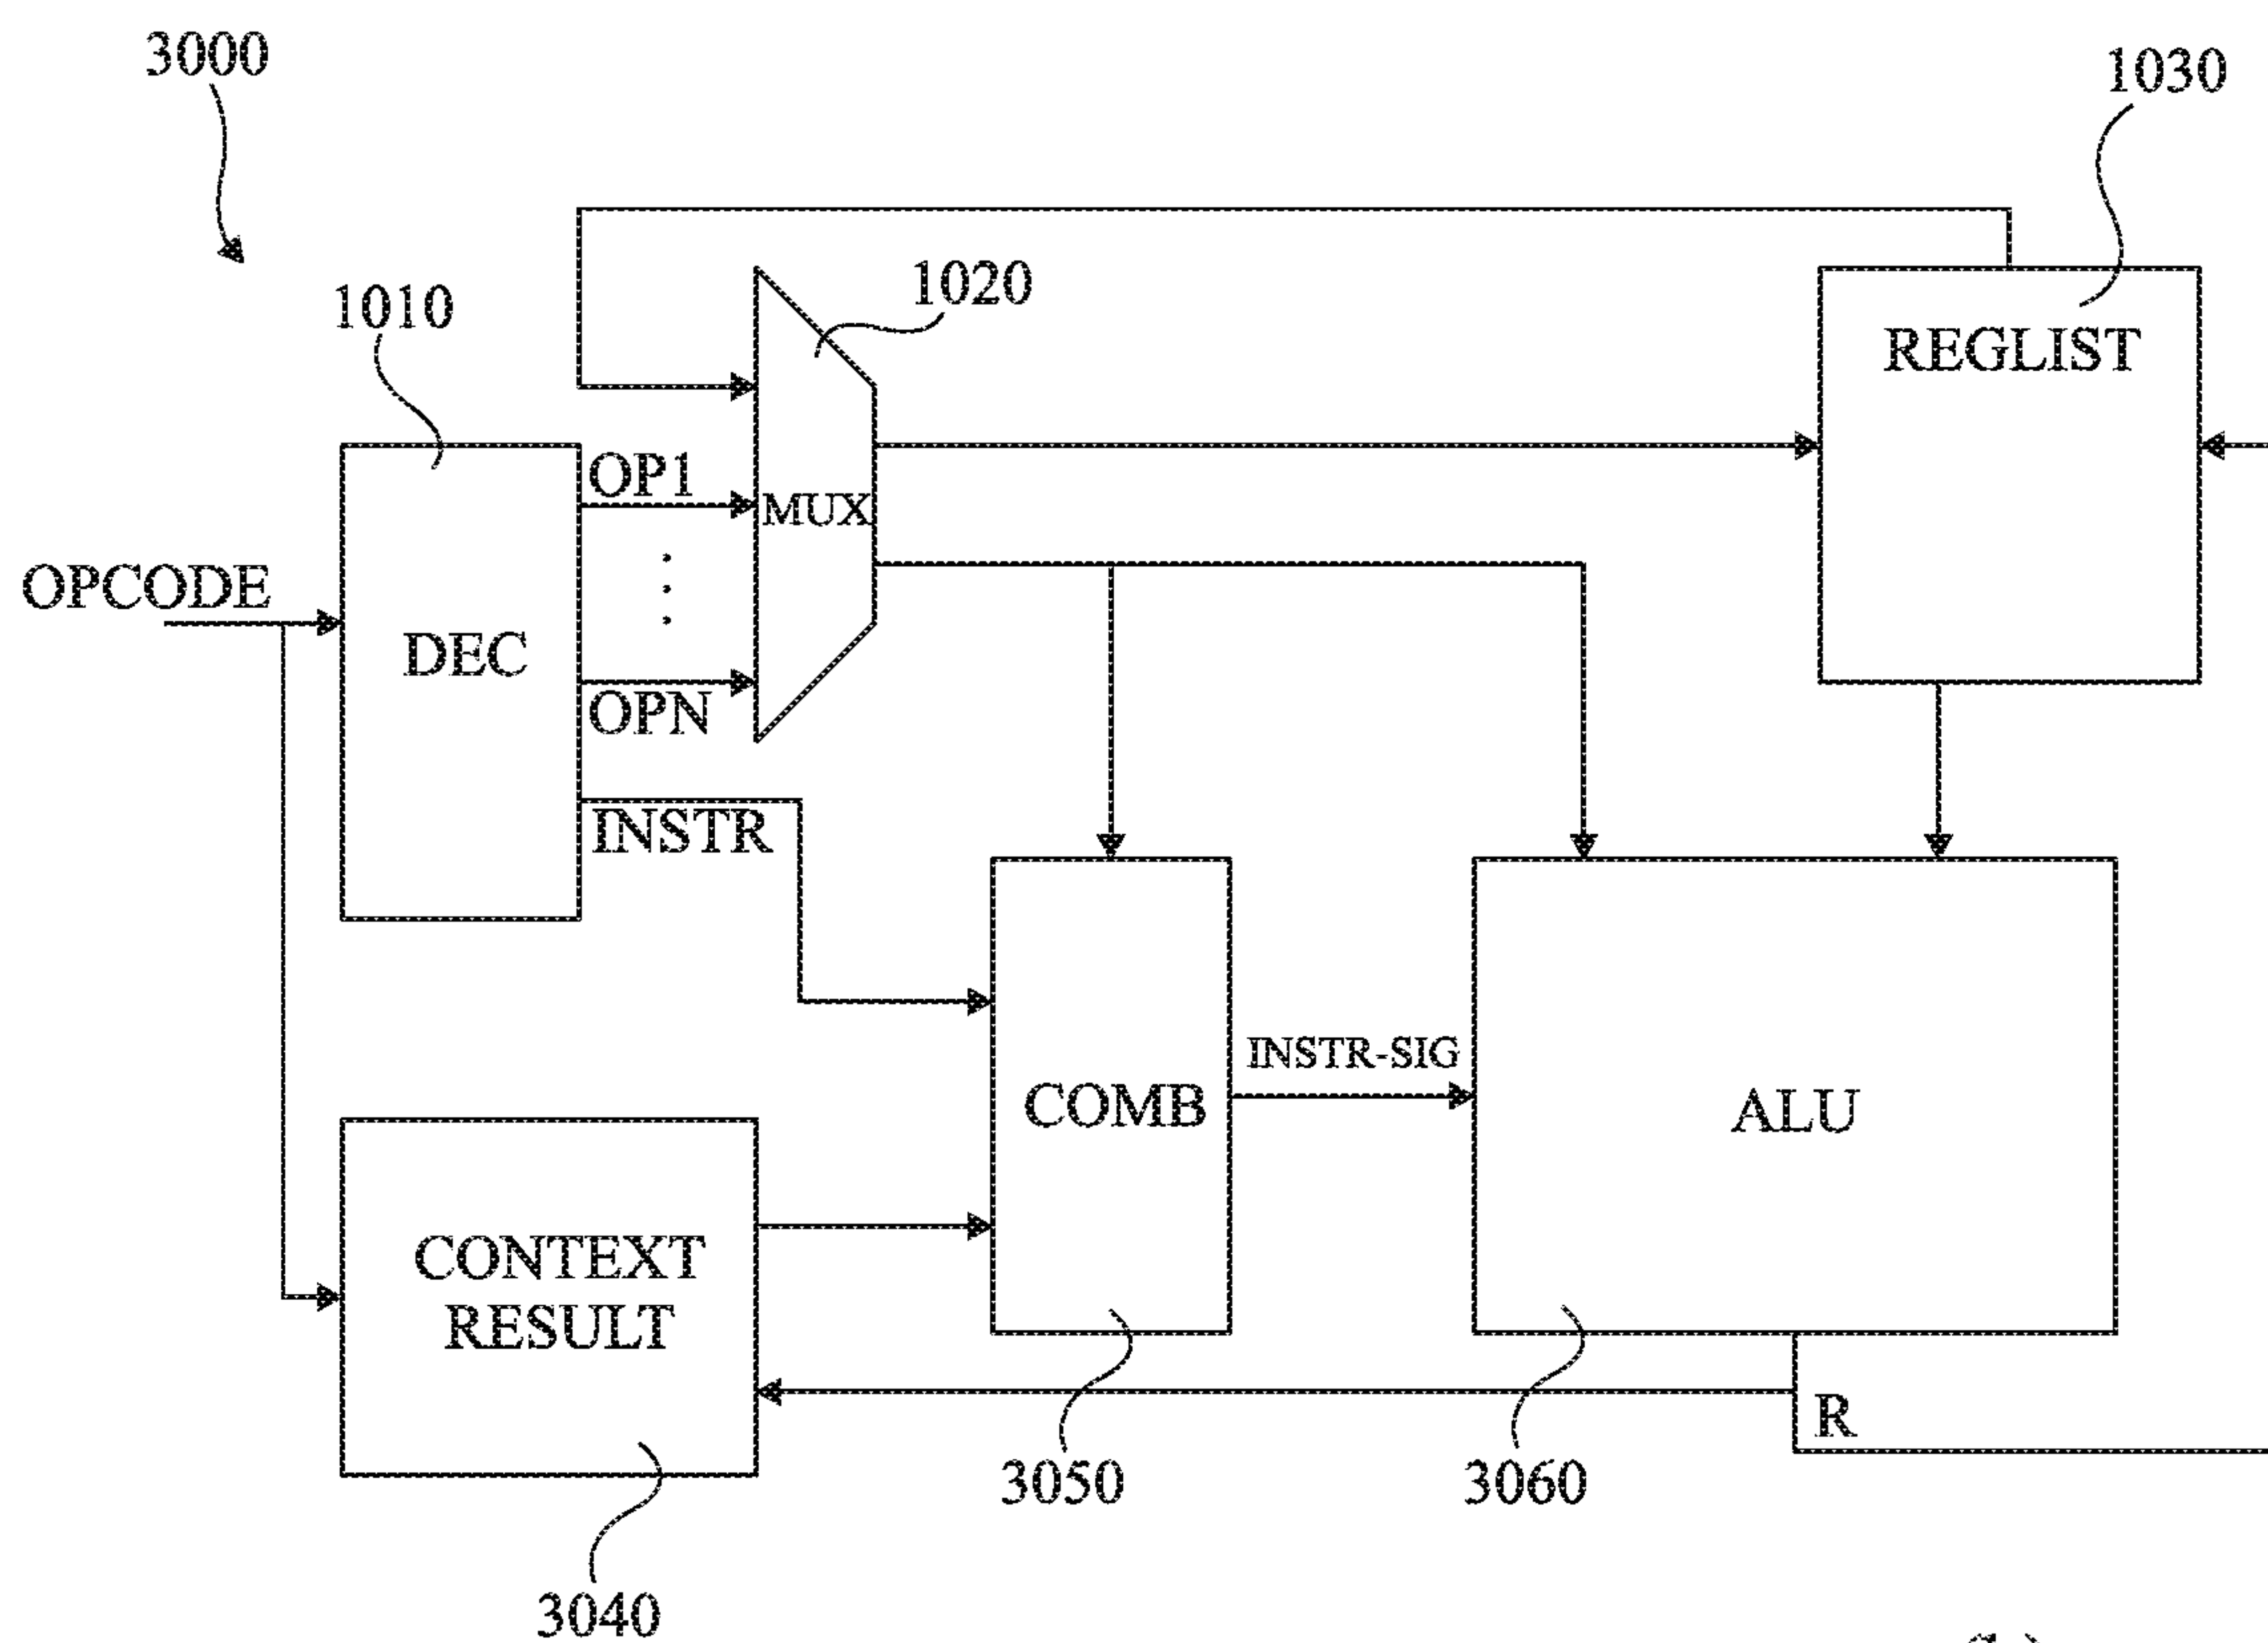 3000
1030
1020
1010
REGLIST
OP1
MUX
OPCODE
DEC
OPN
INSTR
INSTR-SIG
COMB
ALU
CONTEXT
RESULT
R
3050
3060
3040